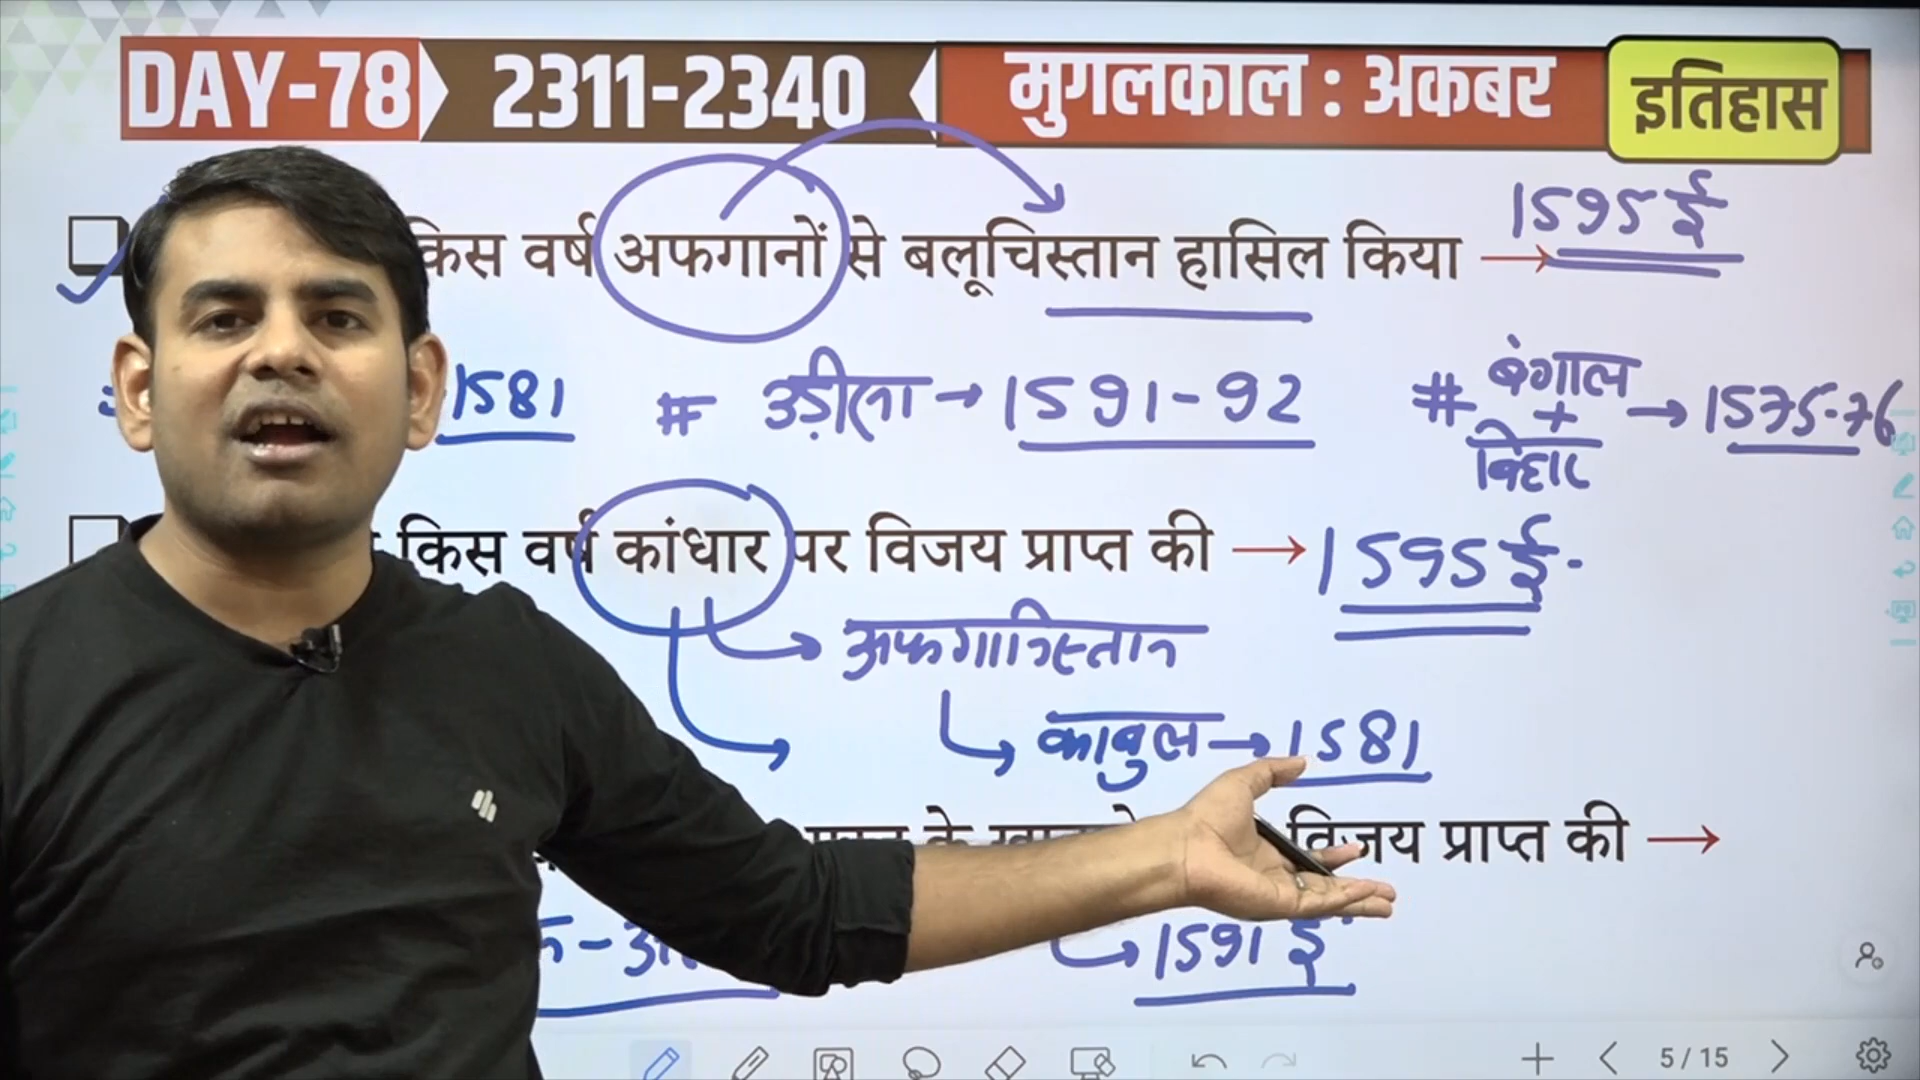 DAY-78 2311-2340 मुगलकाल : अकबर इतिहास
किस वर्ष अफगानों से बलूचिस्तान हासिल किया → 1595 ई
1581 # उड़ीसा → 1591-92 # बंगाल + बिहार → 1575-76
किस वर्ष कांधार पर विजय प्राप्त की → 1595 ई.
अफगानिस्तान
काबुल → 1581
के विजय प्राप्त की →
1591 ई
5 / 15